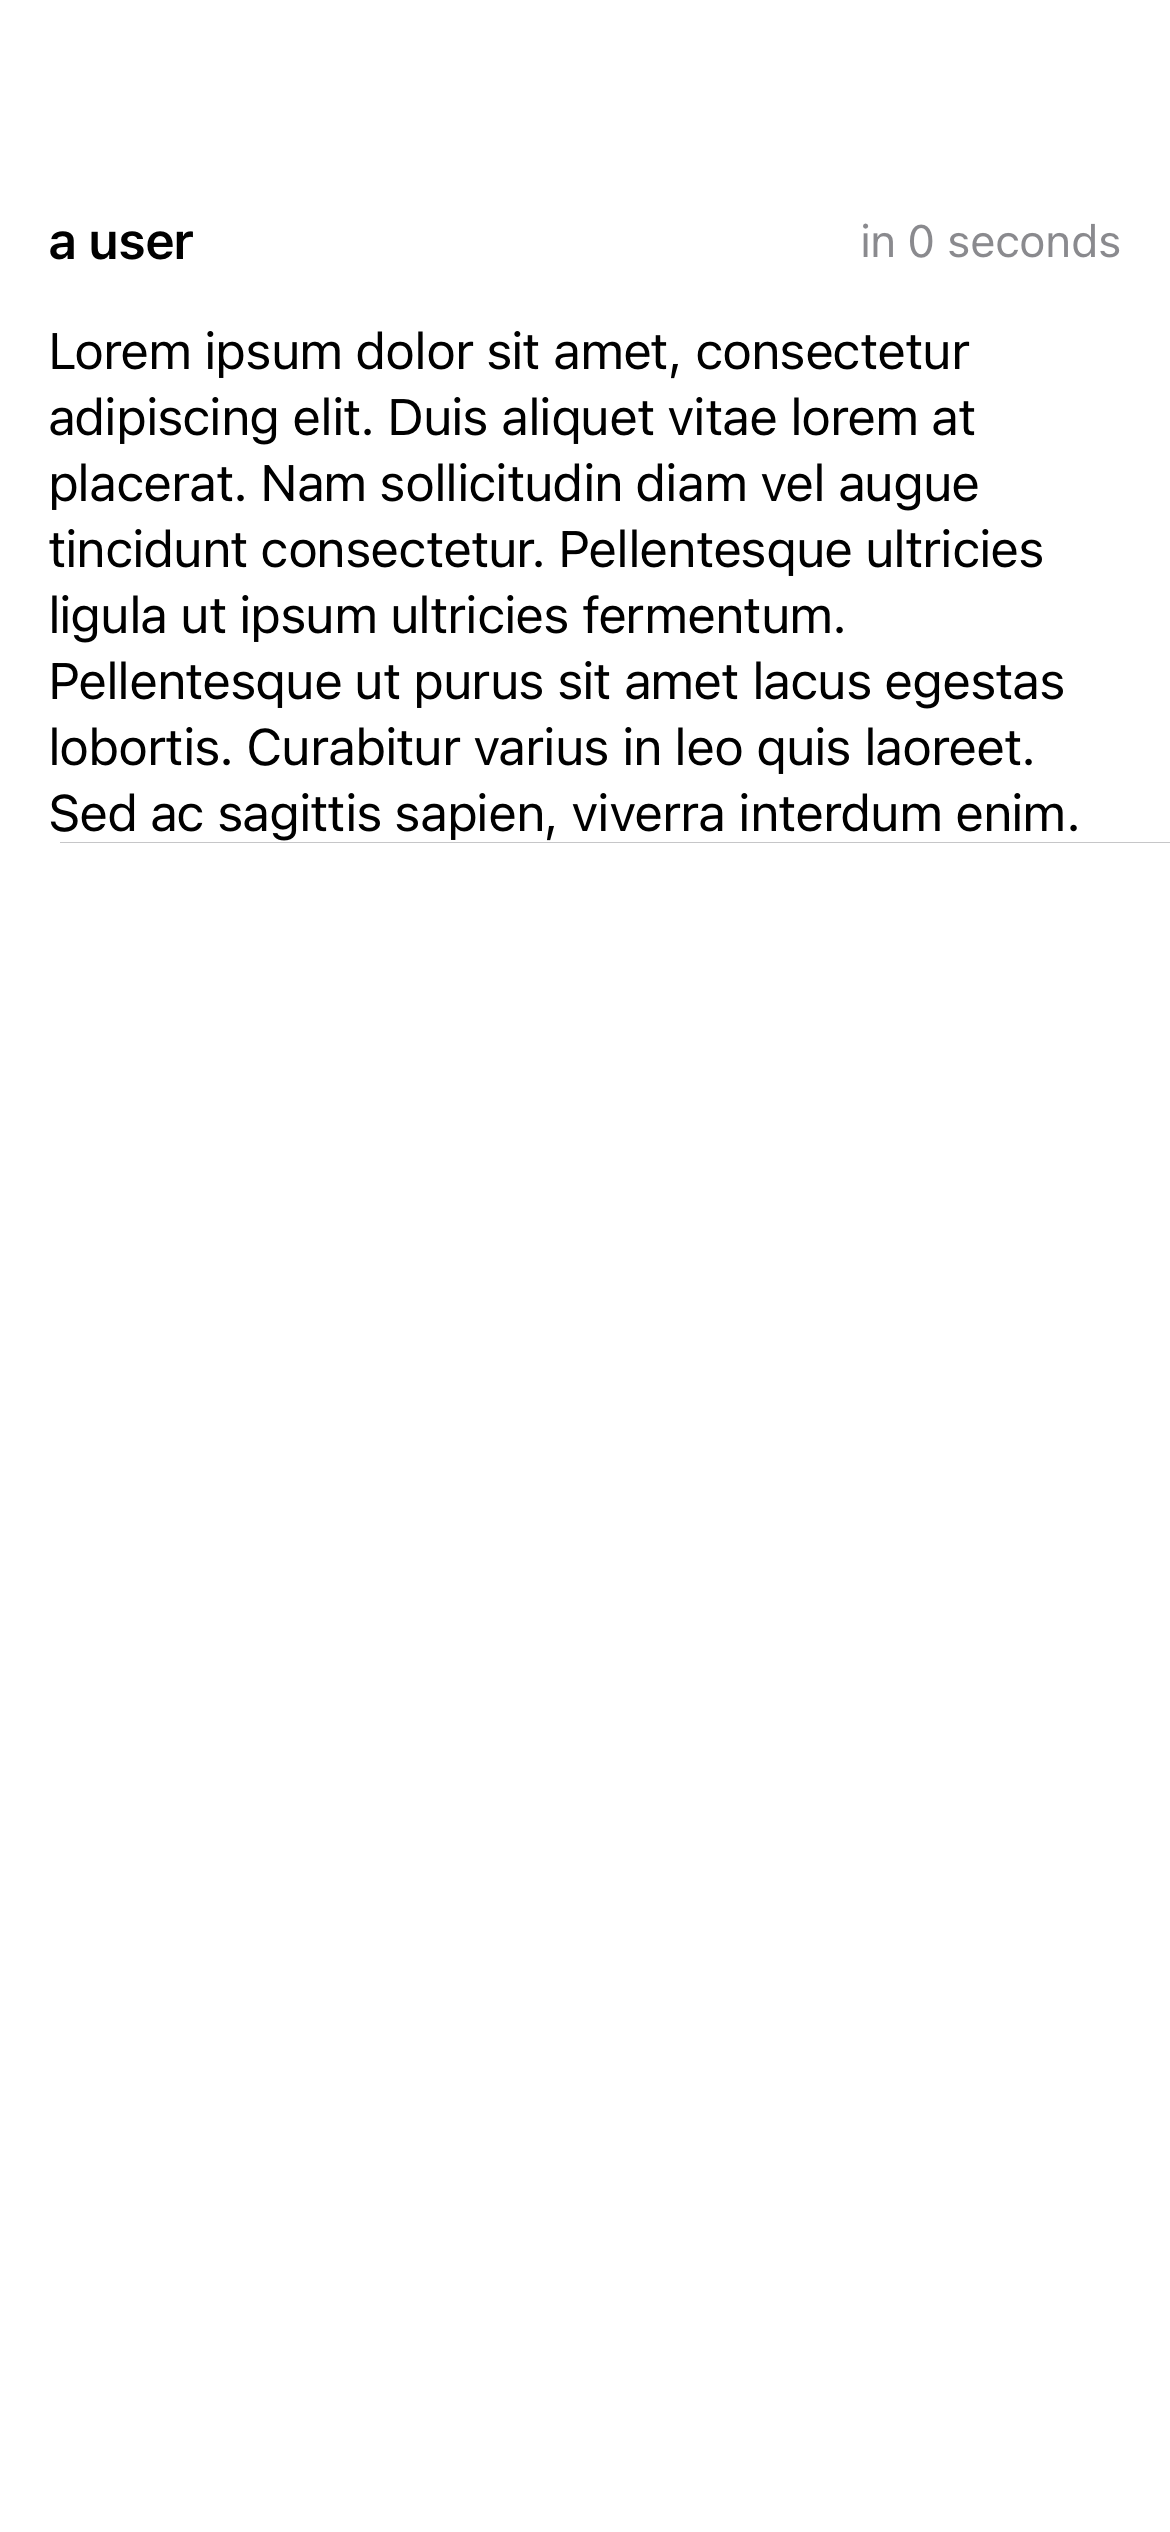 a user
in 0 seconds
Lorem ipsum dolor sit amet, consectetur
adipiscing elit. Duis aliquet vitae lorem at
placerat. Nam sollicitudin diam vel augue
tincidunt consectetur. Pellentesque ultricies
ligula ut ipsum ultricies fermentum.
Pellentesque ut purus sit amet lacus egestas
lobortis. Curabitur varius in leo quis laoreet.
Sed ac sagittis sapien, viverra interdum enim.